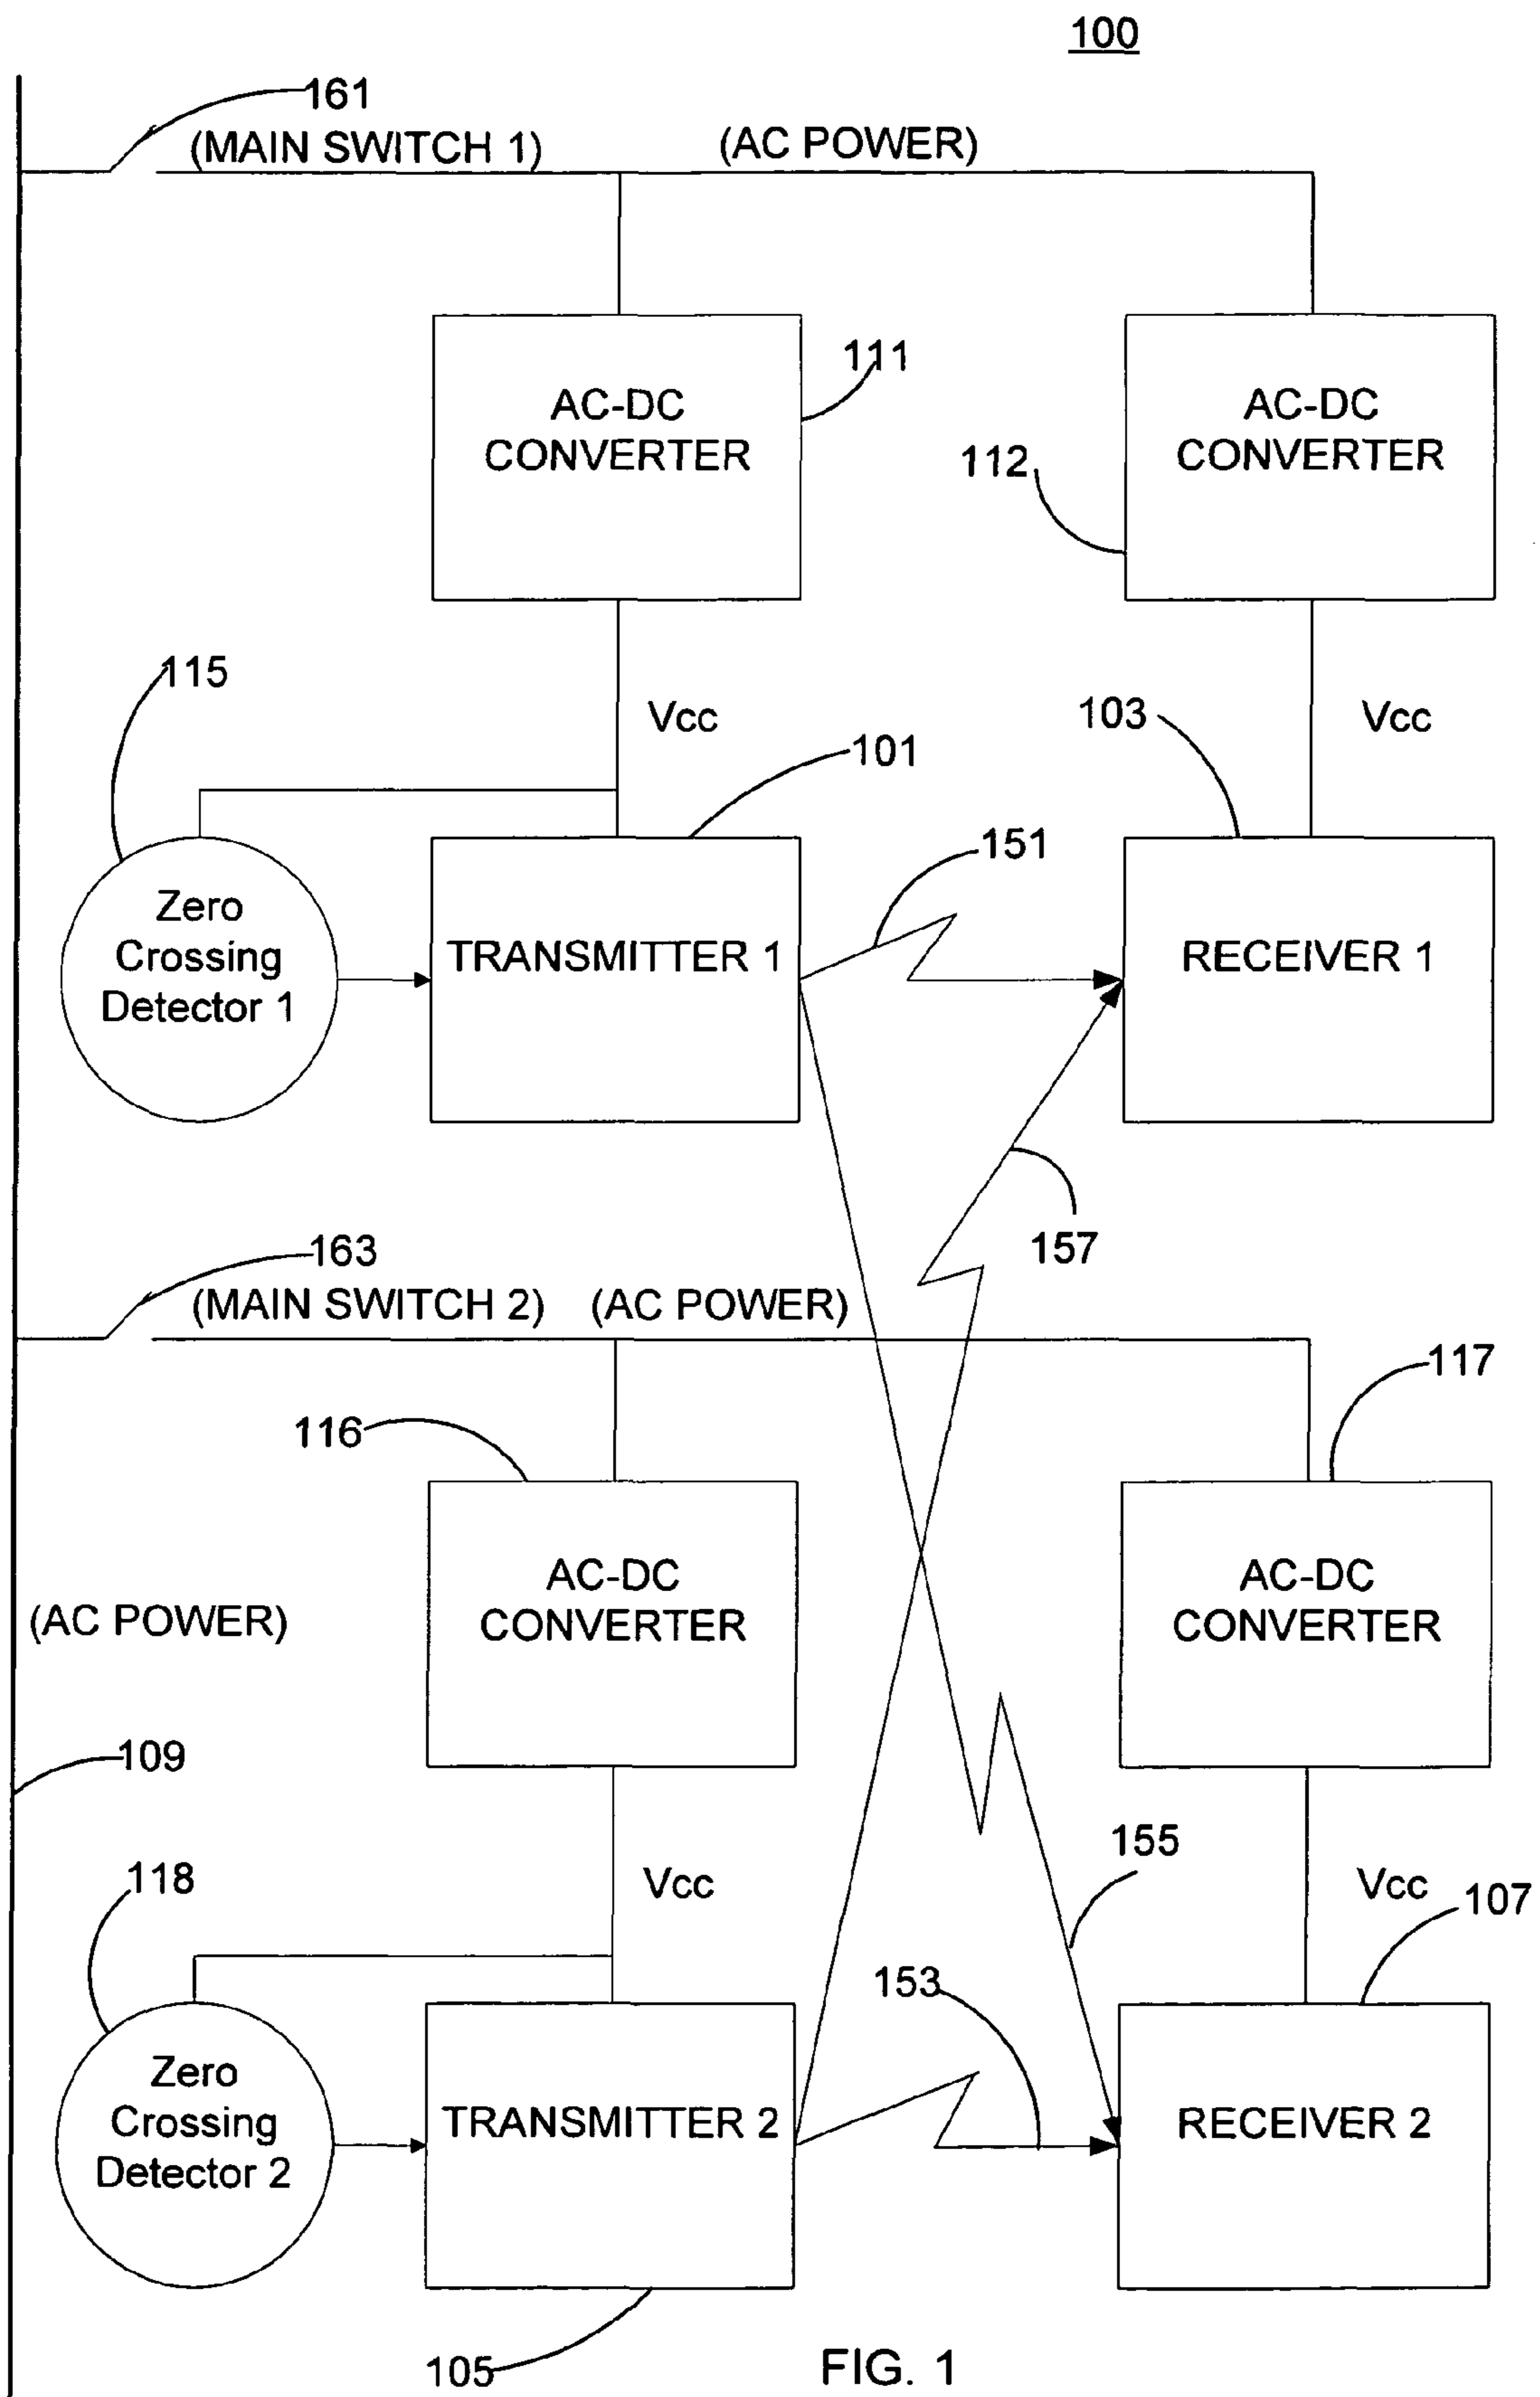 100
161
(MAIN SWITCH 1)
(AC POWER)
AC-DC
CONVERTER
111
112
AC-DC
CONVERTER
115
Vcc
101
103
Vcc
151
Zero
Crossing
Detector 1
TRANSMITTER 1
RECEIVER 1
157
163
(MAIN SWITCH 2)
(AC POWER)
117
116
AC-DC
CONVERTER
AC-DC
CONVERTER
(AC POWER)
109
155
118
Vcc
Vcc
107
153
Zero
Crossing
Detector 2
TRANSMITTER 2
RECEIVER 2
105
FIG. 1